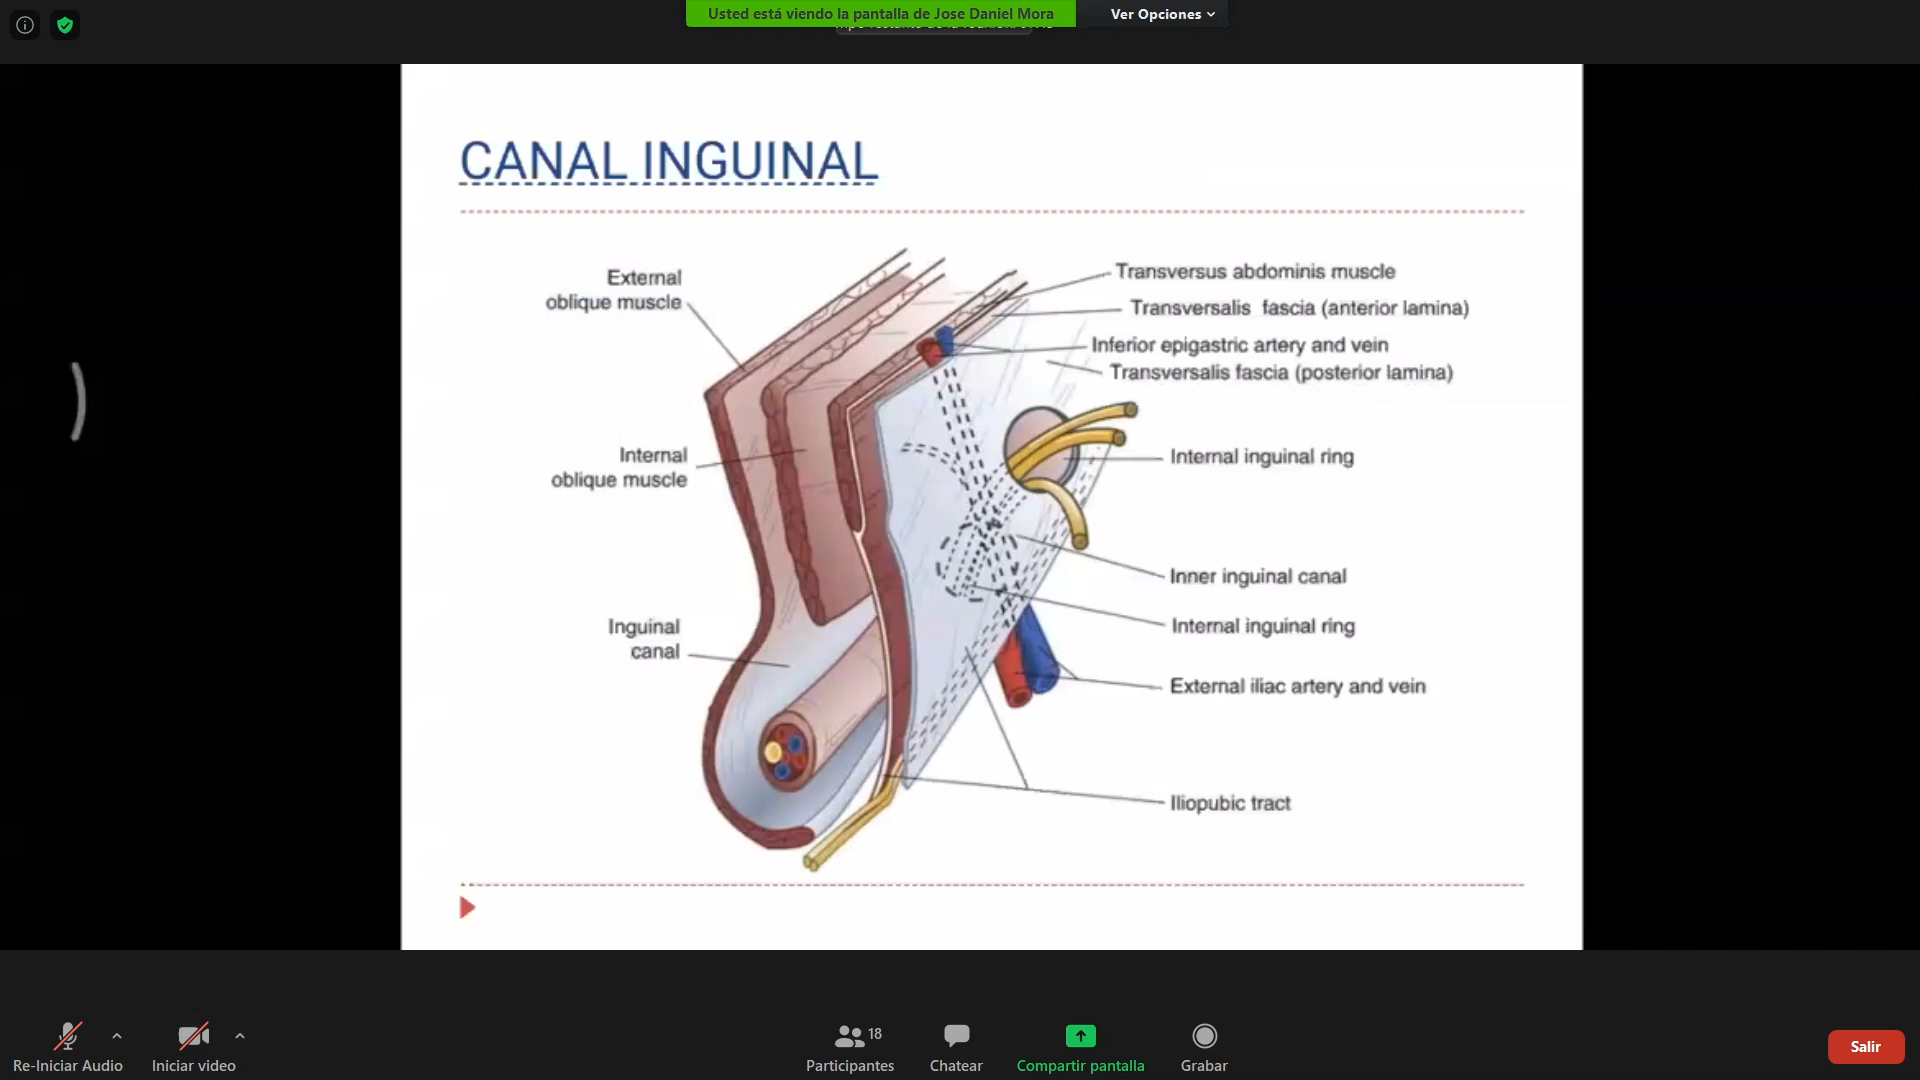 Usted está viendo la pantalla de Jose Daniel Mora
Ver Opciones
CANAL INGUINAL
External
oblique muscle
Internal
oblique muscle
Inguinal
canal
Transversus abdominis muscle
Transversalis fascia (anterior lamina)
Inferior epigastric artery and vein
Transversalis fascia (posterior lamina)
Internal inguinal ring
Inner inguinal canal
Internal inguinal ring
External iliac artery and vein
Iliopubic tract
Re-Iniciar Audio
Iniciar video
18
Participantes
Chatear
Compartir pantalla
Grabar
Salir